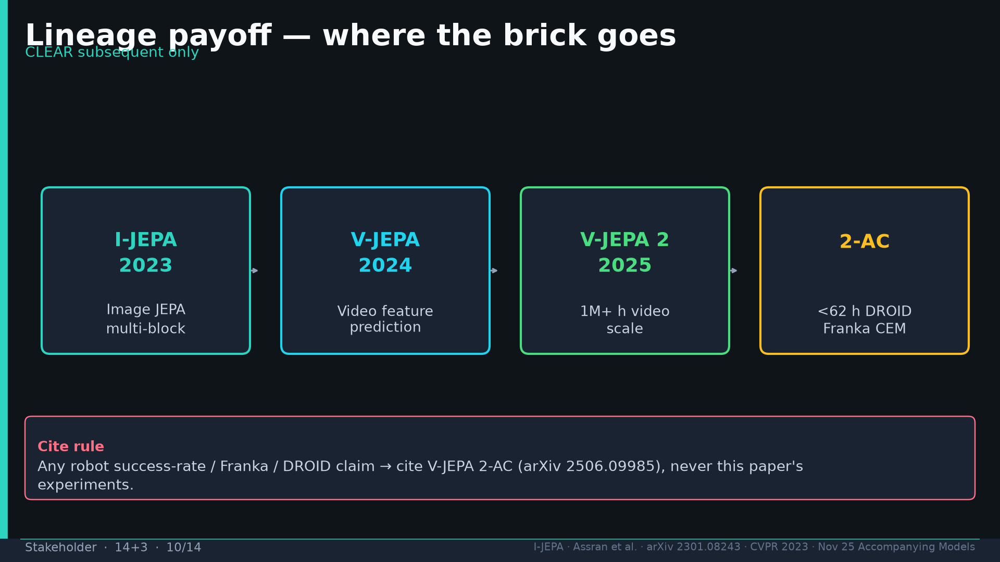 Lineage payoff — where the brick goes
CLEAR subsequent only
I-JEPA
2023
Image JEPA
multi-block
V-JEPA
2024
Video feature
prediction
V-JEPA 2
2025
1M+ h video
scale
2-AC
<62 h DROID
Franka CEM
Cite rule
Any robot success-rate / Franka / DROID claim → cite V-JEPA 2-AC (arXiv 2506.09985), never this paper's
experiments.
Stakeholder · 14+3 · 10/14
I-JEPA · Assran et al. · arXiv 2301.08243 · CVPR 2023 · Nov 25 Accompanying Models